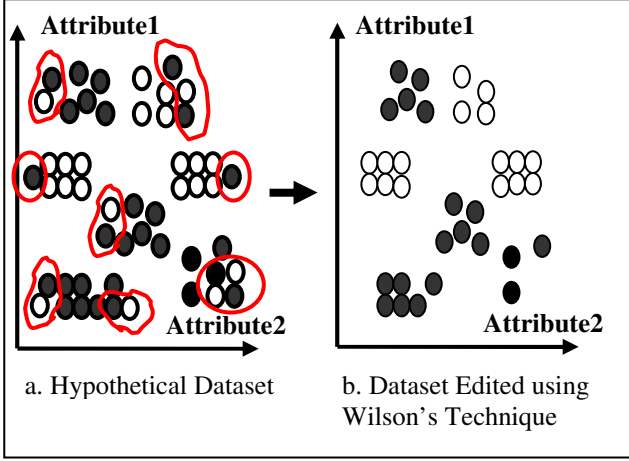 Attribute1
Attribute2
a. Hypothetical Dataset
Attribute1
Attribute2
b. Dataset Edited using
Wilson's Technique